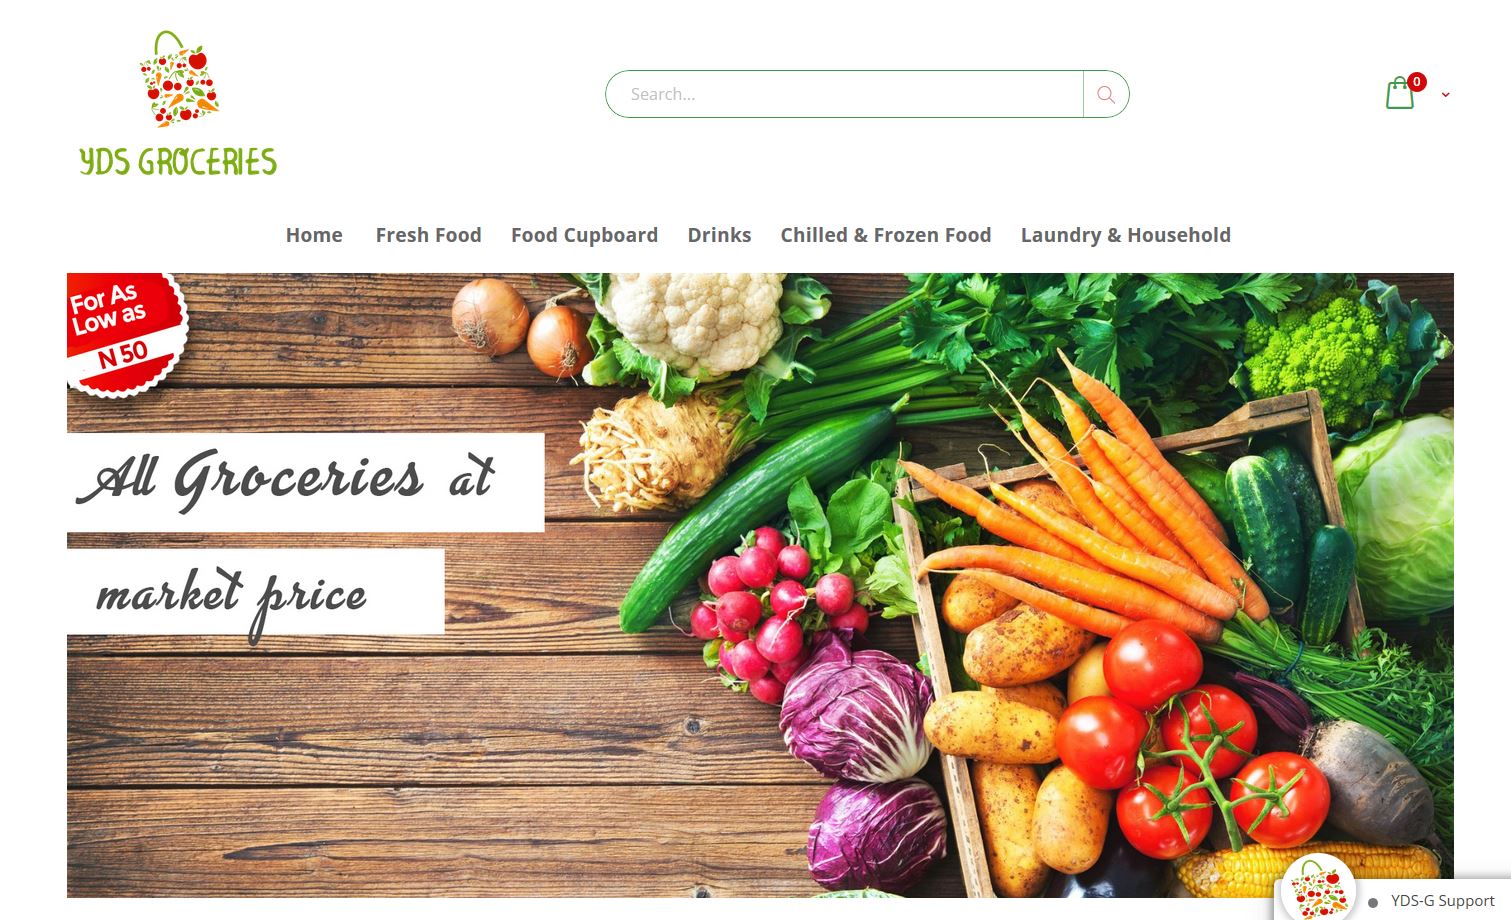 YDS GROCERIES
Search...
0
Home Fresh Food Food Cupboard Drinks Chilled & Frozen Food Laundry & Household
For As
Low as
N 50
All Groceries at
market price
YDS-G Support